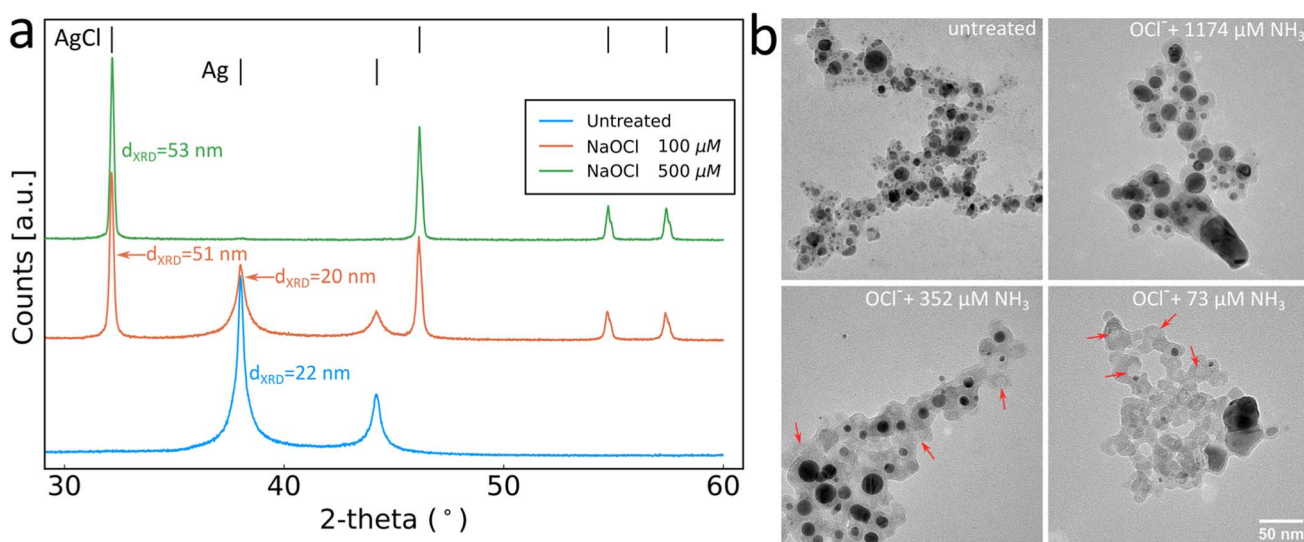 a
AgCl
Ag
Untreated
NaOCl 100 μM
NaOCl 500 μM
d_XRD=53 nm
d_XRD=51 nm
d_XRD=20 nm
d_XRD=22 nm
Counts [a.u.]
30 40 50 60
2-theta (°)
b
untreated
OCl⁻+ 1174 μM NH₃
OCl⁻+ 352 μM NH₃
OCl⁻+ 73 μM NH₃
50 nm